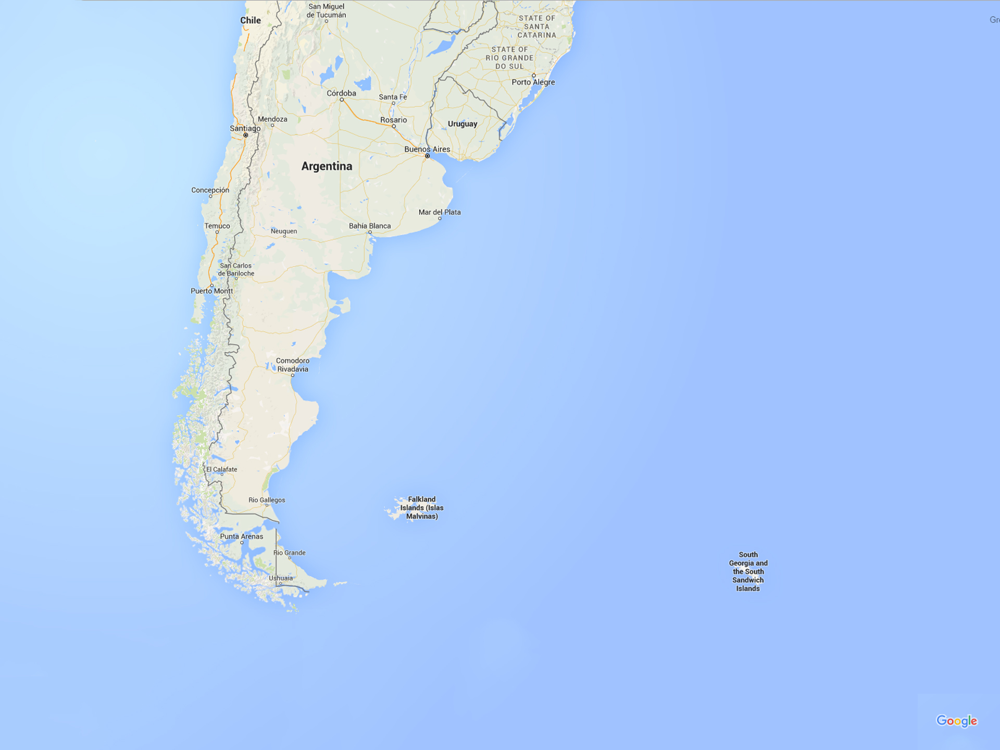 San Miguel
de Tucumán
Chile
STATE OF
SANTA
CATARINA
STATE OF
RIO GRANDE
DO SUL
Porto Alegre
Córdoba
Santa Fe
Mendoza
Rosario
Uruguay
Santiago
Buenos Aires
Argentina
Concepción
Mar del Plata
Temuco
Bahía Blanca
Neuquen
San Carlos
de Bariloche
Puerto Montt
Comodoro
Rivadavia
El Calafate
Rio Gallegos
Falkland
Islands (Islas
Malvinas)
Punta Arenas
Rio Grande
Ushuaia
South
Georgia and
the South
Sandwich
Islands
Google